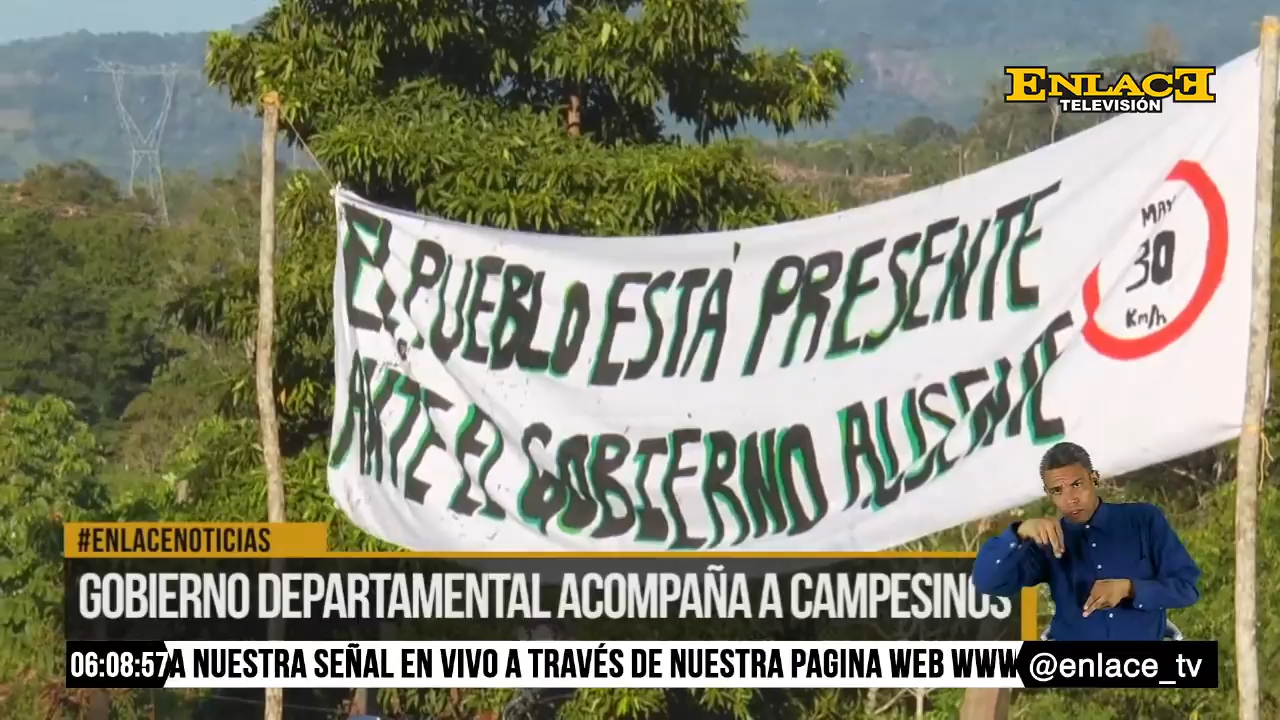 ENLACE
TELEVISIÓN
EL PUEBLO ESTÁ PRESENTE
ANTE EL GOBIERNO AUSENTE
MAX
30
Km/h
#ENLACENOTICIAS
GOBIERNO DEPARTAMENTAL ACOMPAÑA A CAMPESINOS
06:08:57
A NUESTRA SEÑAL EN VIVO A TRAVÉS DE NUESTRA PAGINA WEB WWW
@enlace_tv